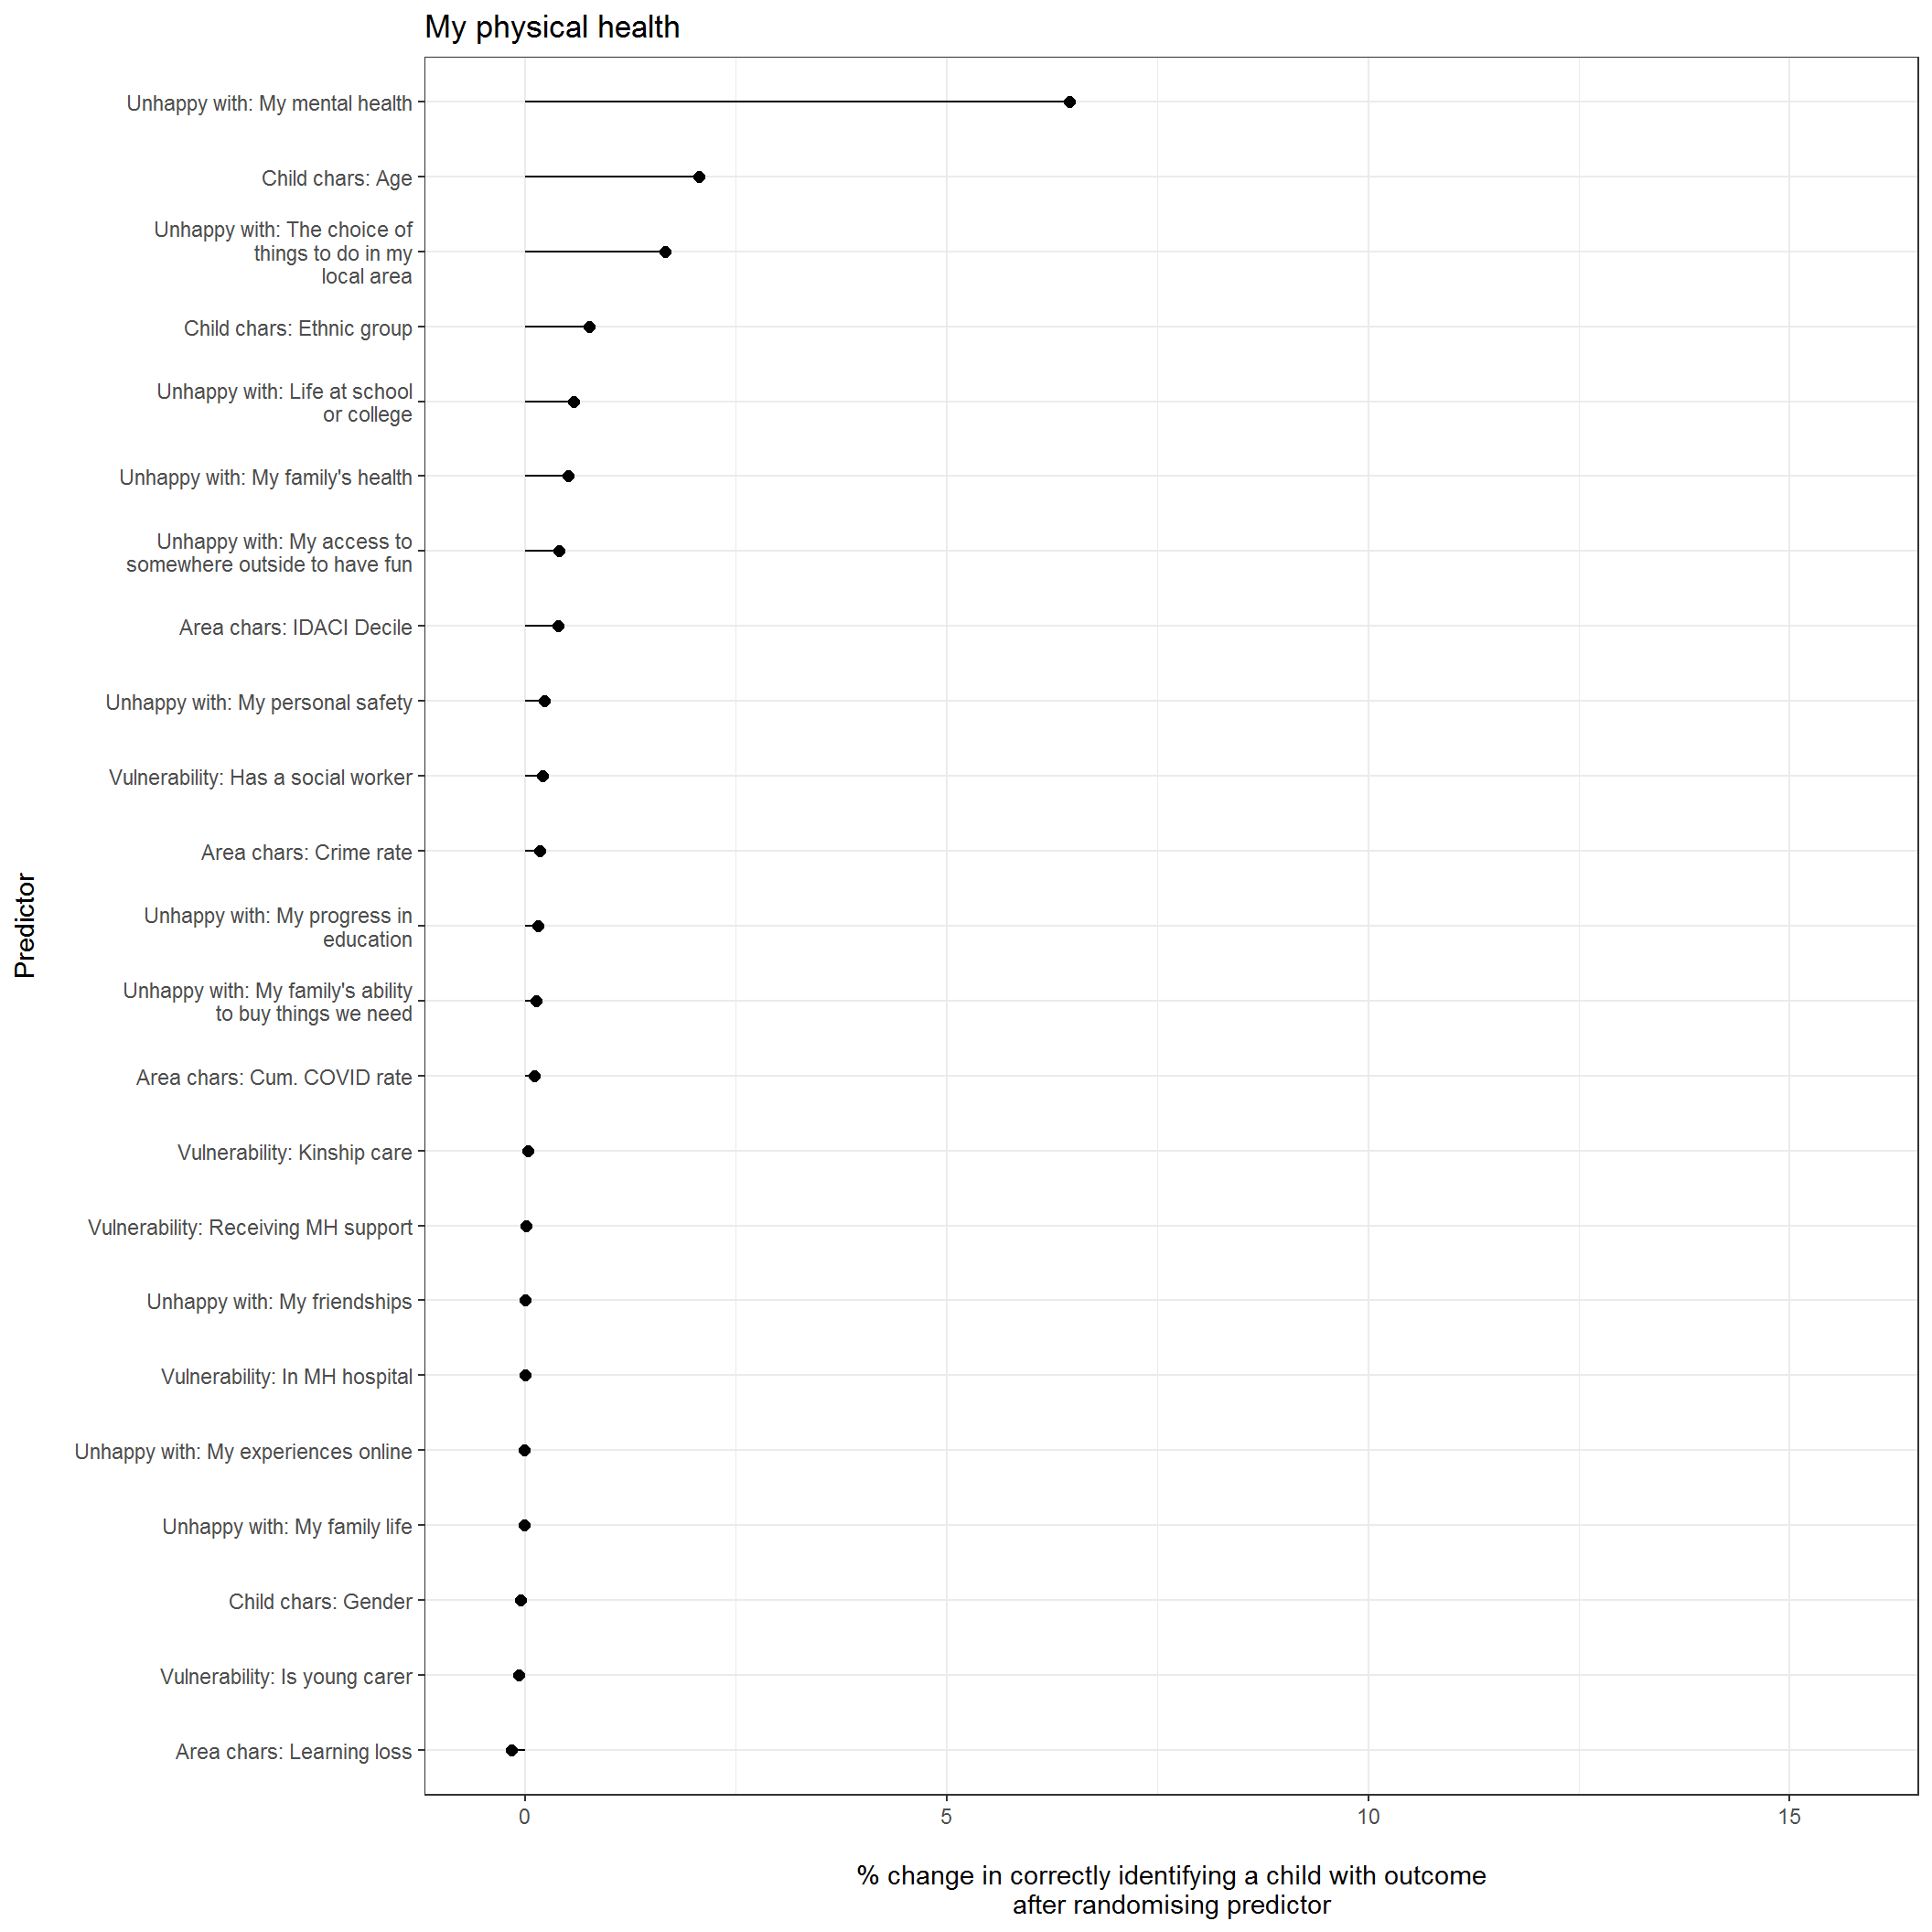 My physical health
Unhappy with: My mental health
Child chars: Age
Unhappy with: The choice of
things to do in my
local area
Child chars: Ethnic group
Unhappy with: Life at school
or college
Unhappy with: My family's health
Unhappy with: My access to
somewhere outside to have fun
Area chars: IDACI Decile
Unhappy with: My personal safety
Vulnerability: Has a social worker
Area chars: Crime rate
Unhappy with: My progress in
education
Unhappy with: My family's ability
to buy things we need
Area chars: Cum. COVID rate
Vulnerability: Kinship care
Vulnerability: Receiving MH support
Unhappy with: My friendships
Vulnerability: In MH hospital
Unhappy with: My experiences online
Unhappy with: My family life
Child chars: Gender
Vulnerability: Is young carer
Area chars: Learning loss
Predictor
0 5 10 15
% change in correctly identifying a child with outcome
after randomising predictor